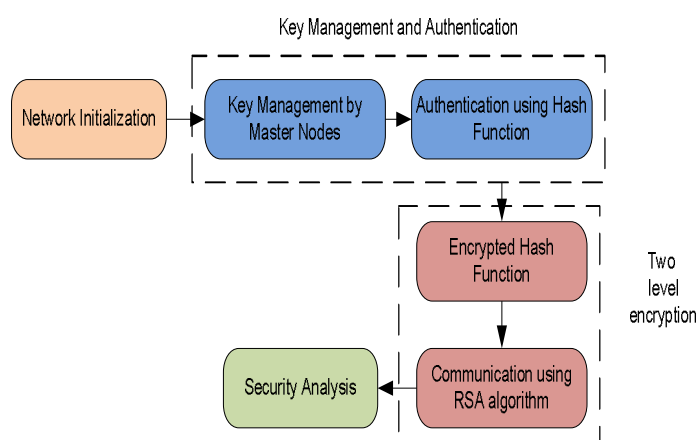 Key Management and Authentication
Network Initialization
Key Management by
Master Nodes
Authentication using Hash
Function
Encrypted Hash
Function
Two
level
encryption
Communication using
RSA algorithm
Security Analysis